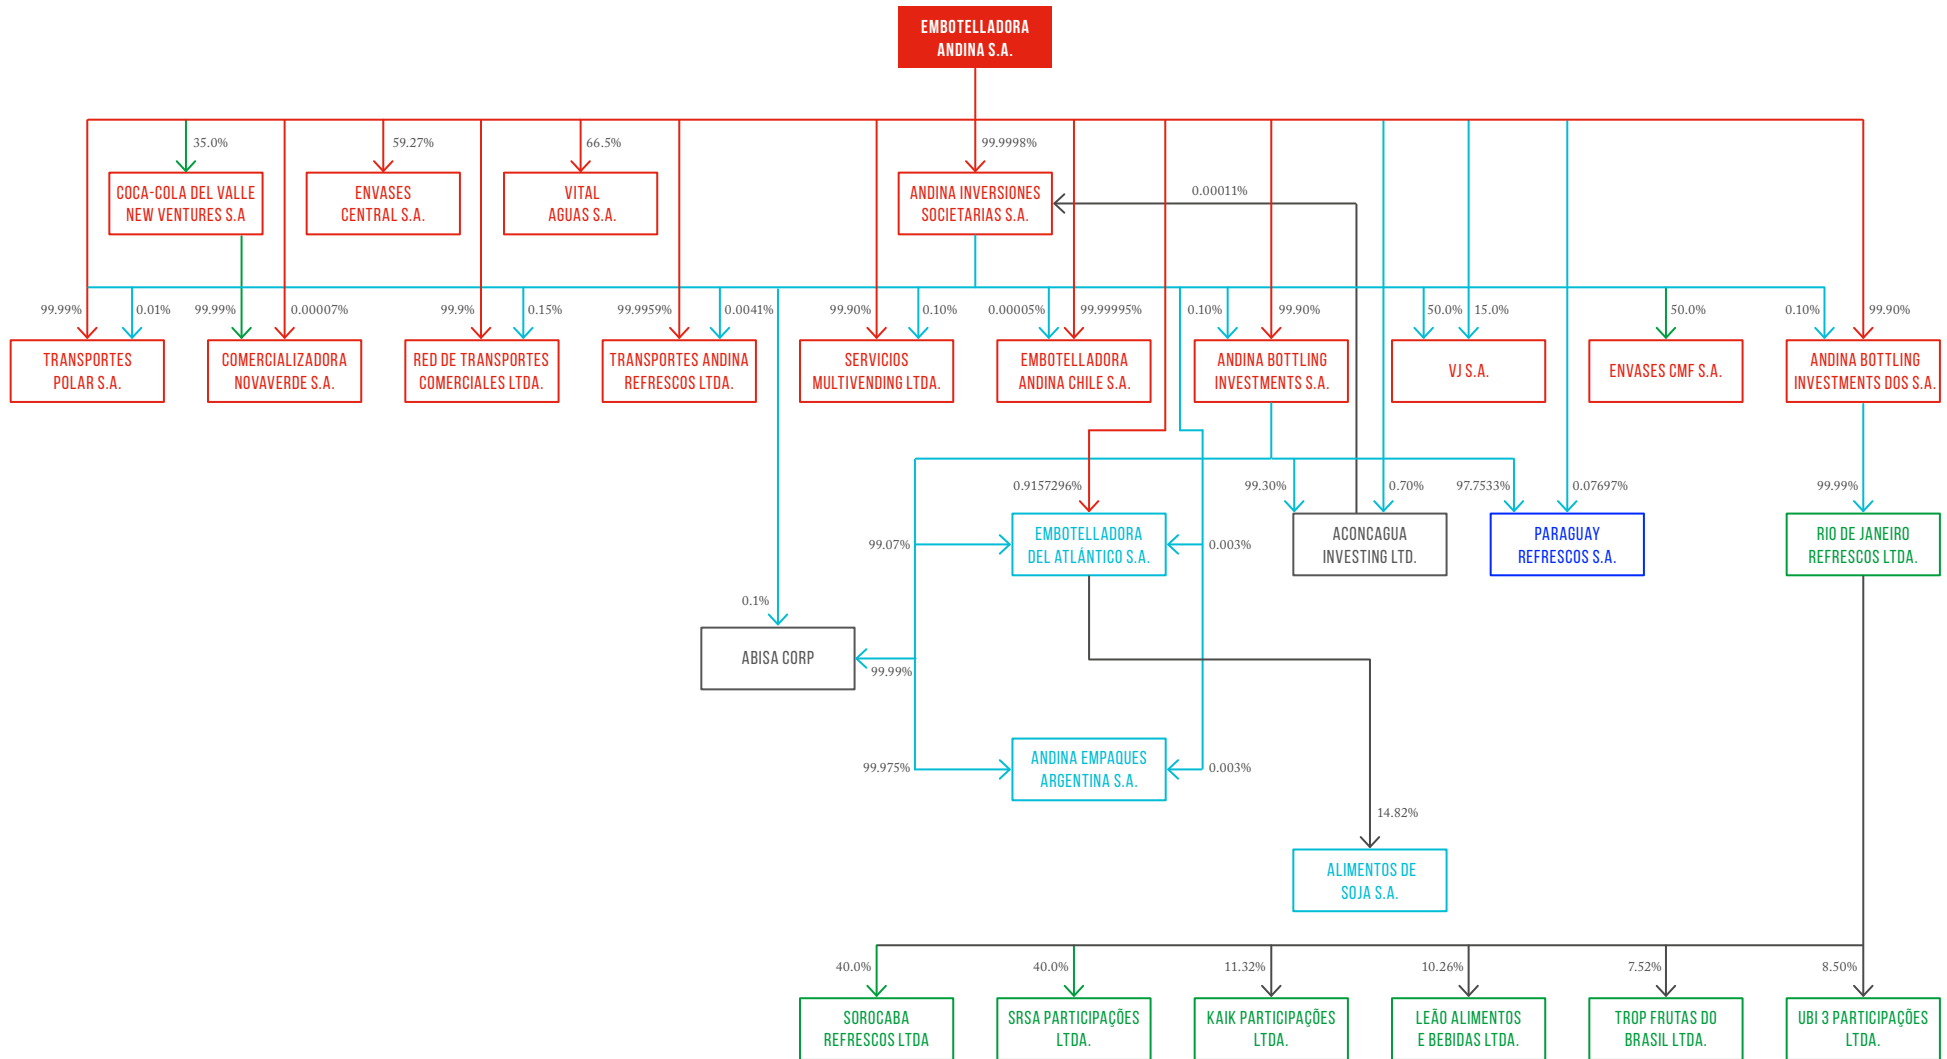 EMBOTELLADORA
ANDINA S.A.
35.0%
59.27%
66.5%
99.9998%
COCA-COLA DEL VALLE
NEW VENTURES S.A
ENVASES
CENTRAL S.A.
VITAL
AGUAS S.A.
ANDINA INVERSIONES
SOCIETARIAS S.A.
0.00011%
99.99%
0.01%
99.99%
0.00007%
99.9%
0.15%
99.9959%
0.0041%
99.90%
0.10%
0.00005%
99.99995%
0.10%
99.90%
50.0%
15.0%
50.0%
0.10%
99.90%
TRANSPORTES
POLAR S.A.
COMERCIALIZADORA
NOVAVERDE S.A.
RED DE TRANSPORTES
COMERCIALES LTDA.
TRANSPORTES ANDINA
REFRESCOS LTDA.
SERVICIOS
MULTIVENDING LTDA.
EMBOTELLADORA
ANDINA CHILE S.A.
ANDINA BOTTLING
INVESTMENTS S.A.
VJ S.A.
ENVASES CMF S.A.
ANDINA BOTTLING
INVESTMENTS DOS S.A.
0.9157296%
99.30%
0.70%
97.7533%
0.07697%
99.99%
99.07%
EMBOTELLADORA
DEL ATLÁNTICO S.A.
0.003%
ACONCAGUA
INVESTING LTD.
PARAGUAY
REFRESCOS S.A.
RIO DE JANEIRO
REFRESCOS LTDA.
0.1%
ABISA CORP
99.99%
99.975%
ANDINA EMPAQUES
ARGENTINA S.A.
0.003%
14.82%
ALIMENTOS DE
SOJA S.A.
40.0%
40.0%
11.32%
10.26%
7.52%
8.50%
SOROCABA
REFRESCOS LTDA
SRSA PARTICIPAÇÕES
LTDA.
KAIK PARTICIPAÇÕES
LTDA.
LEÃO ALIMENTOS
E BEBIDAS LTDA.
TROP FRUTAS DO
BRASIL LTDA.
UBI 3 PARTICIPAÇÕES
LTDA.